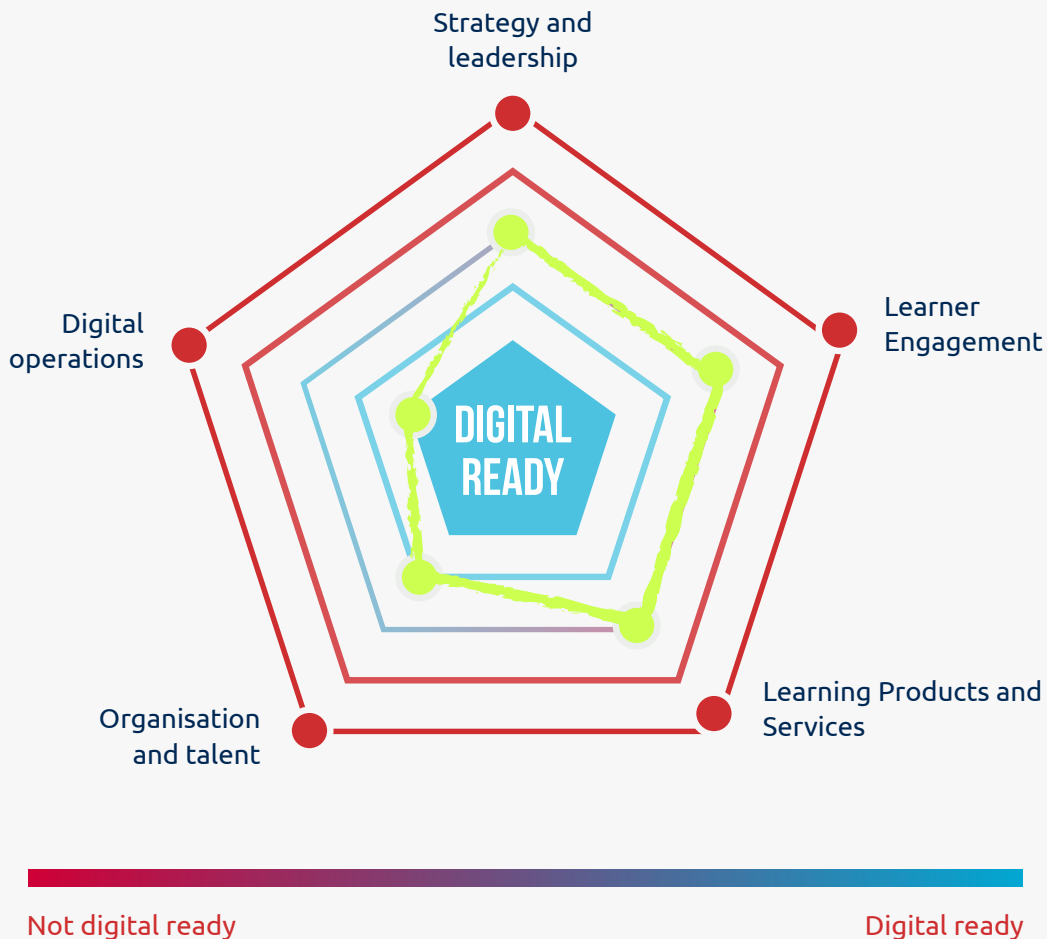 Strategy and
leadership
Learner
Engagement
Digital
operations
DIGITAL
READY
Learning Products and
Services
Organisation
and talent
Not digital ready
Digital ready